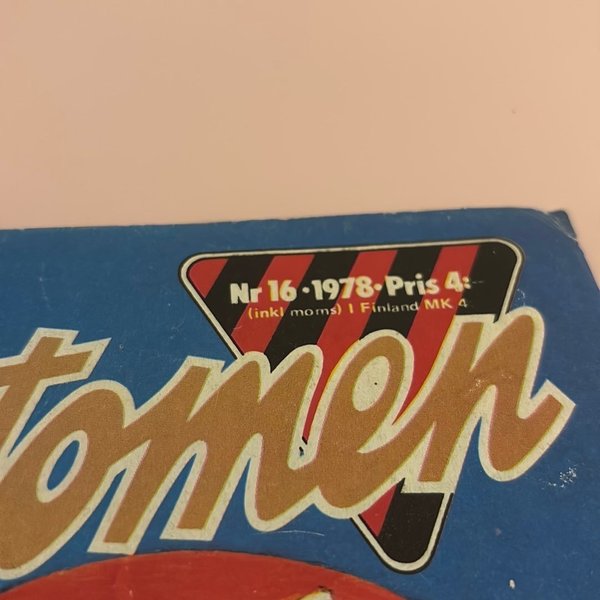 Nr 16 • 1978 • Pris 4:-
(inkl moms) I Finland MK 4
tomen